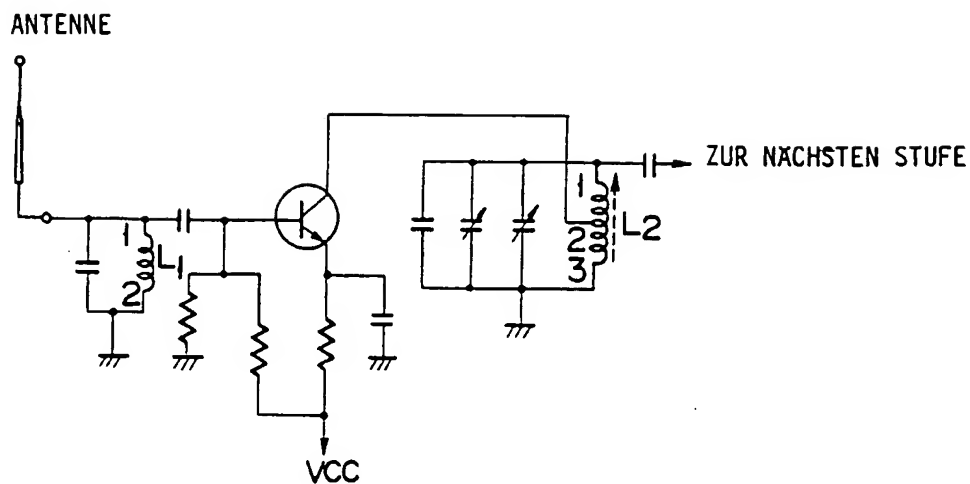 ANTENNE
ZUR NÄCHSTEN STUFE
1
L1
2
1
2
3
L2
VCC